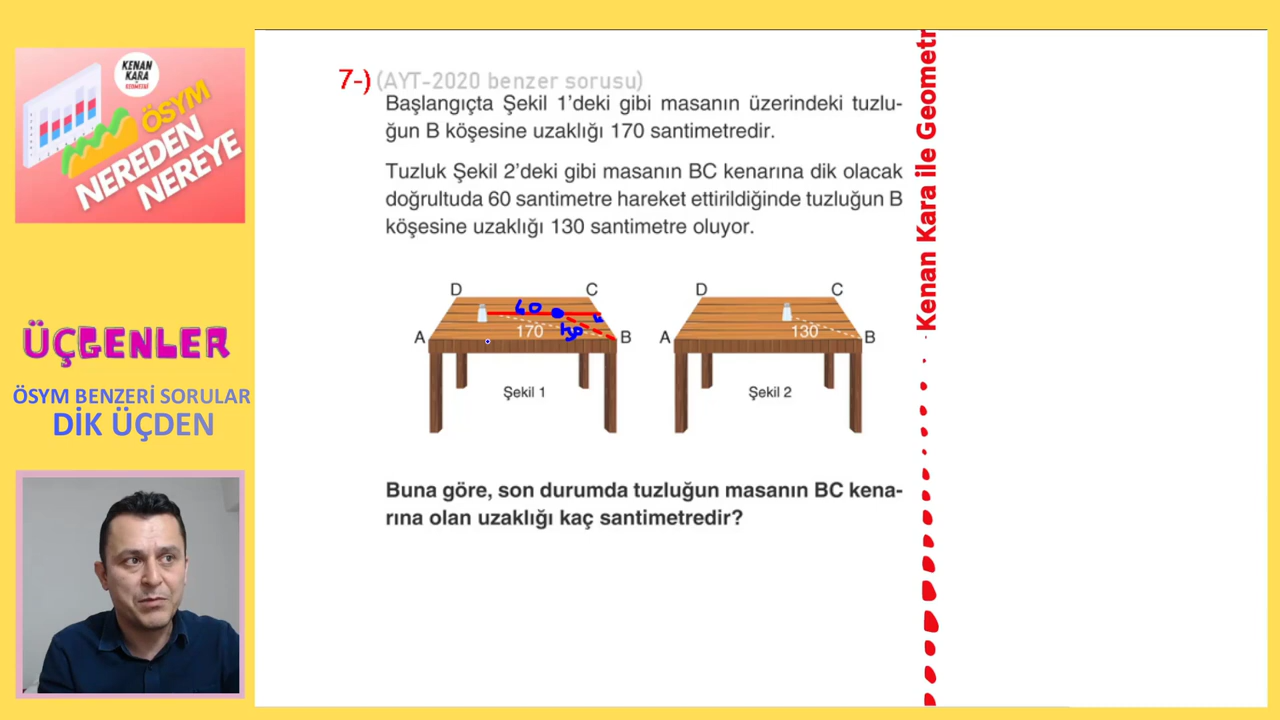 KENAN
KARA
ile
GEOMETRİ
ÖSYM
NEREDEN
NEREYE
ÜÇGENLER
ÖSYM BENZERİ SORULAR
DİK ÜÇDEN
7-) (AYT-2020 benzer sorusu)
Başlangıçta Şekil 1’deki gibi masanın üzerindeki tuzlu-
ğun B köşesine uzaklığı 170 santimetredir.
Tuzluk Şekil 2’deki gibi masanın BC kenarına dik olacak
doğrultuda 60 santimetre hareket ettirildiğinde tuzluğun B
köşesine uzaklığı 130 santimetre oluyor.
D C
60
170
A B
Şekil 1
D C
130
A B
Şekil 2
Buna göre, son durumda tuzluğun masanın BC kena-
rına olan uzaklığı kaç santimetredir?
Kenan Kara ile Geometr